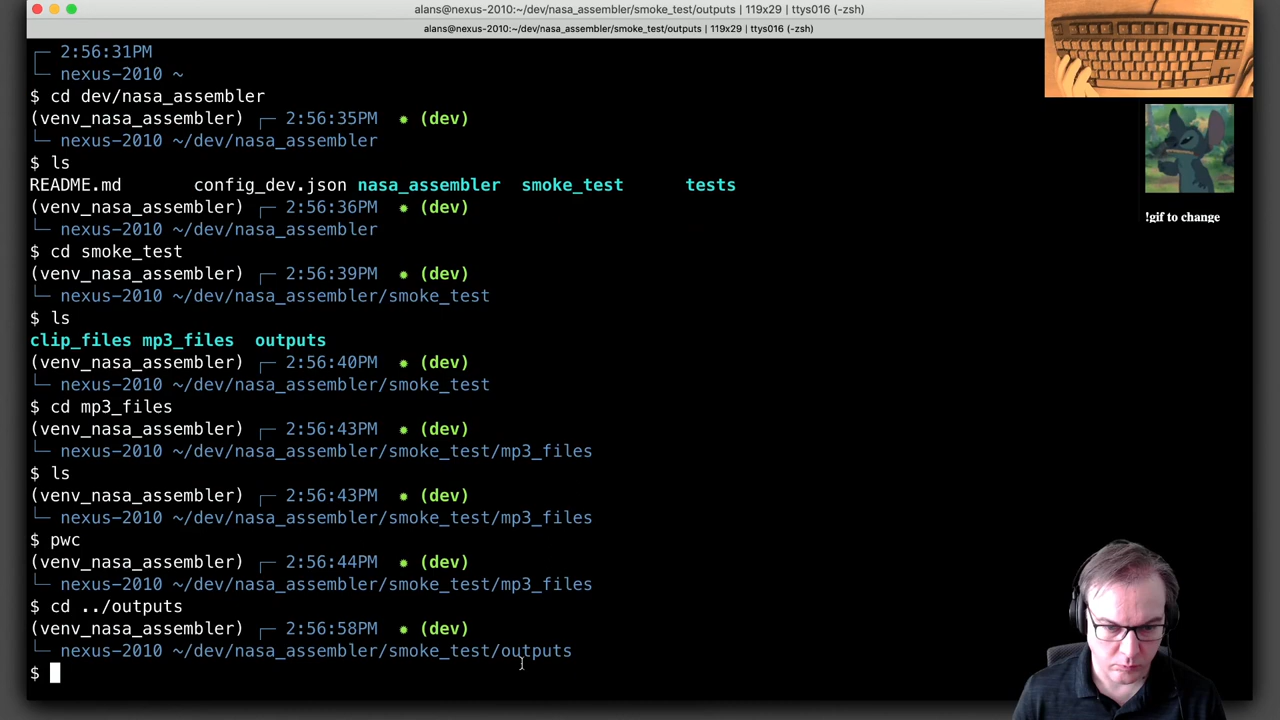 alans@nexus-2010:~/dev/nasa_assembler/smoke_test/outputs | 119x29 | ttys016 (-zsh)
alans@nexus-2010:~/dev/nasa_assembler/smoke_test/outputs | 119x29 | ttys016 (-zsh)
┌─ 2:56:31PM
└─ nexus-2010 ~
$ cd dev/nasa_assembler
(venv_nasa_assembler) ┌─ 2:56:35PM ✹ (dev)
└─ nexus-2010 ~/dev/nasa_assembler
$ ls
README.md config_dev.json nasa_assembler smoke_test tests
(venv_nasa_assembler) ┌─ 2:56:36PM ✹ (dev)
└─ nexus-2010 ~/dev/nasa_assembler
!gif to change
$ cd smoke_test
(venv_nasa_assembler) ┌─ 2:56:39PM ✹ (dev)
└─ nexus-2010 ~/dev/nasa_assembler/smoke_test
$ ls
clip_files mp3_files outputs
(venv_nasa_assembler) ┌─ 2:56:40PM ✹ (dev)
└─ nexus-2010 ~/dev/nasa_assembler/smoke_test
$ cd mp3_files
(venv_nasa_assembler) ┌─ 2:56:43PM ✹ (dev)
└─ nexus-2010 ~/dev/nasa_assembler/smoke_test/mp3_files
$ ls
(venv_nasa_assembler) ┌─ 2:56:43PM ✹ (dev)
└─ nexus-2010 ~/dev/nasa_assembler/smoke_test/mp3_files
$ pwc
(venv_nasa_assembler) ┌─ 2:56:44PM ✹ (dev)
└─ nexus-2010 ~/dev/nasa_assembler/smoke_test/mp3_files
$ cd ../outputs
(venv_nasa_assembler) ┌─ 2:56:58PM ✹ (dev)
└─ nexus-2010 ~/dev/nasa_assembler/smoke_test/outputs
$